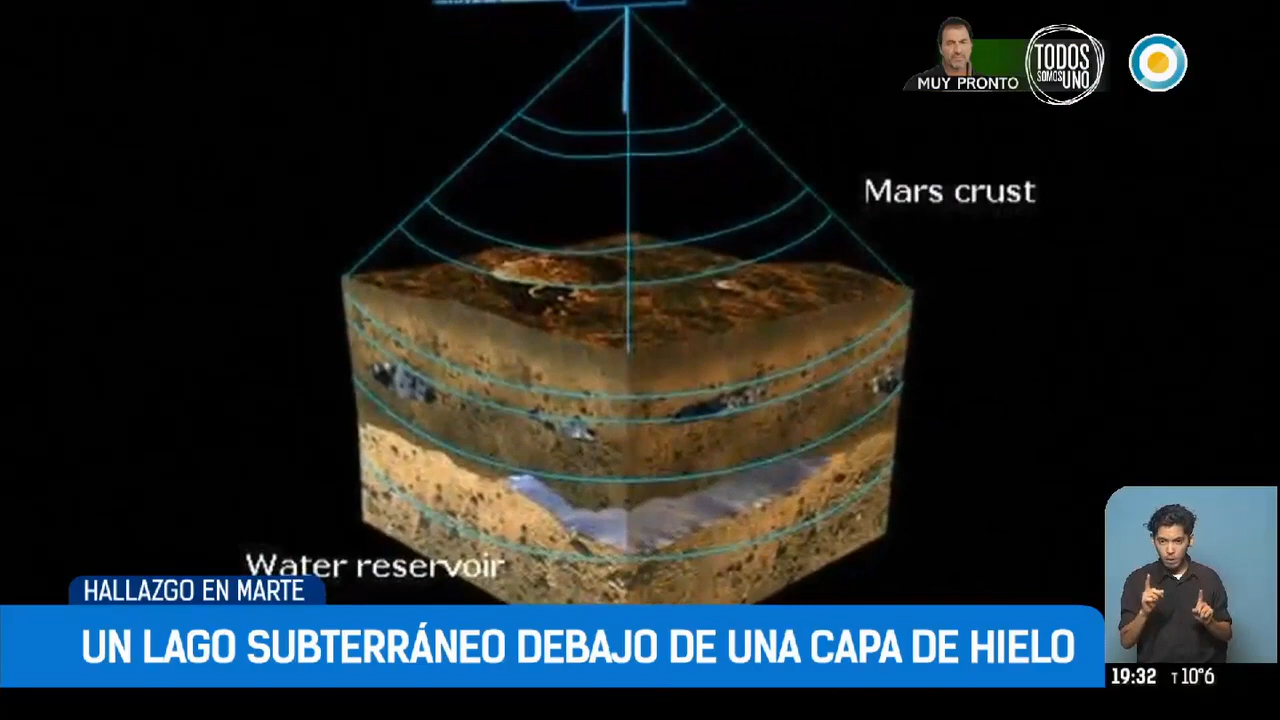 MUY PRONTO
TODOS
SOMOS
UNO
Mars crust
Water reservoir
HALLAZGO EN MARTE
UN LAGO SUBTERRÁNEO DEBAJO DE UNA CAPA DE HIELO
19:32 T 10°6